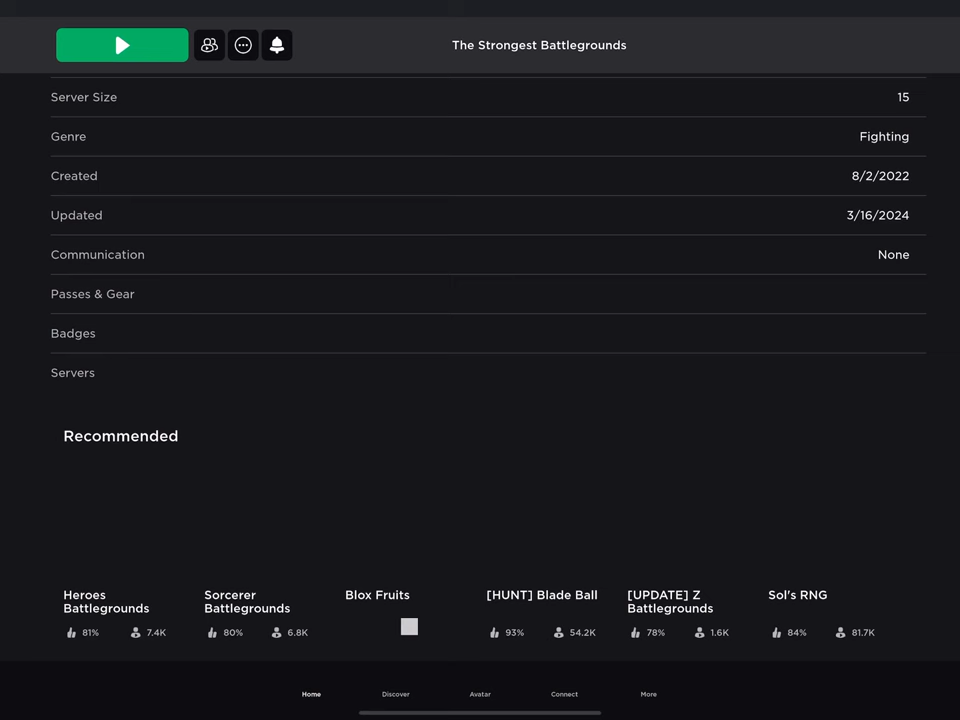 The Strongest Battlegrounds
Server Size 15
Genre Fighting
Created 8/2/2022
Updated 3/16/2024
Communication None
Passes & Gear
Badges
Servers
Recommended
Heroes Battlegrounds
81% 7.4K
Sorcerer Battlegrounds
80% 6.8K
Blox Fruits
[HUNT] Blade Ball
93% 54.2K
[UPDATE] Z Battlegrounds
78% 1.6K
Sol's RNG
84% 81.7K
Home Discover Avatar Connect More